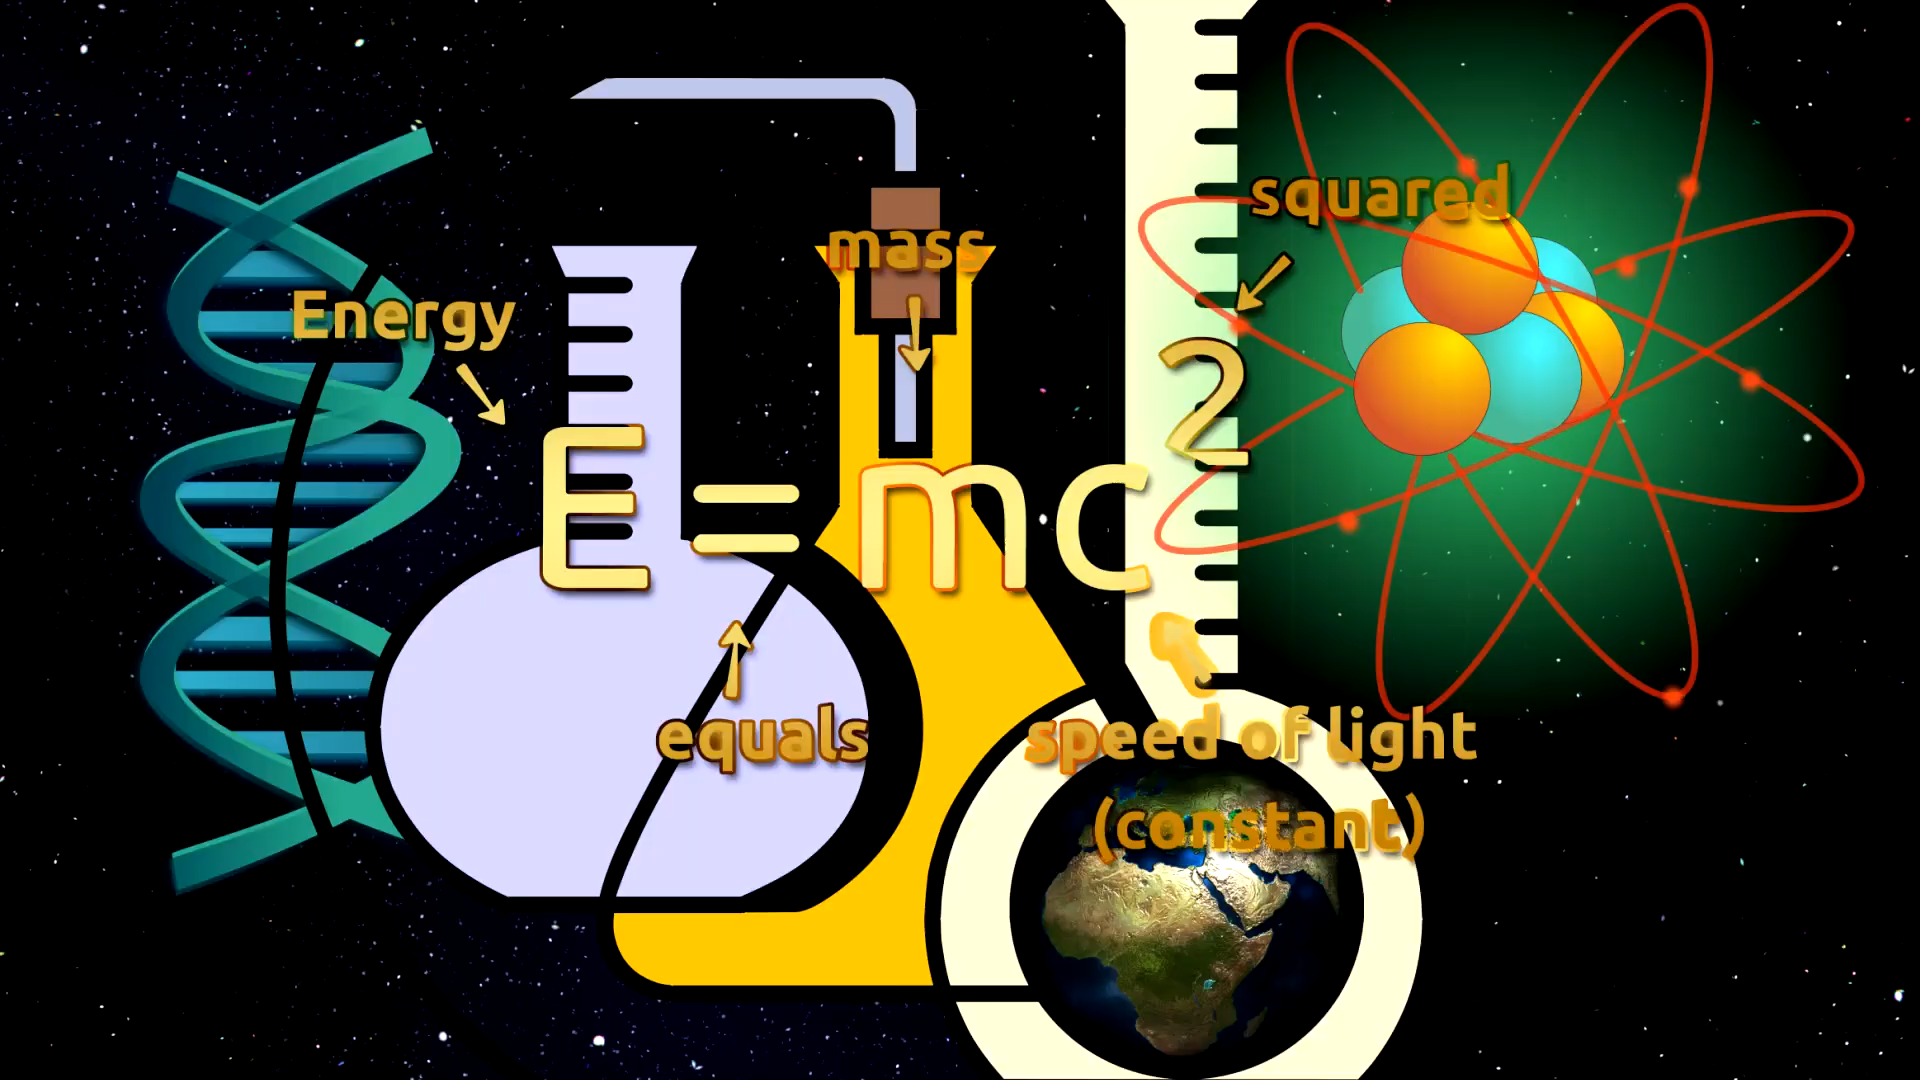 squared
mass
Energy
E = mc²
equals
speed of light
(constant)